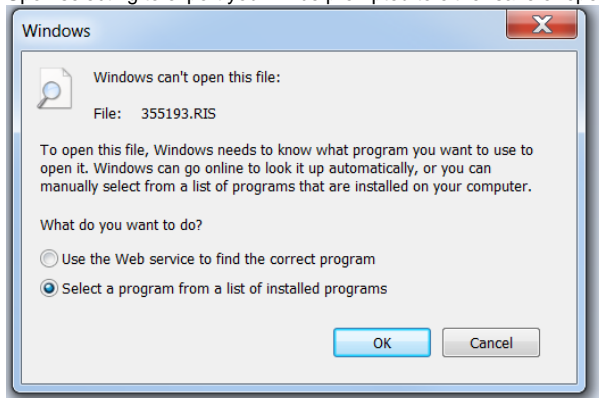 Windows
Windows can't open this file:
File: 355193.RIS
To open this file, Windows needs to know what program you want to use to
open it. Windows can go online to look it up automatically, or you can
manually select from a list of programs that are installed on your computer.
What do you want to do?
Use the Web service to find the correct program
Select a program from a list of installed programs
OK Cancel